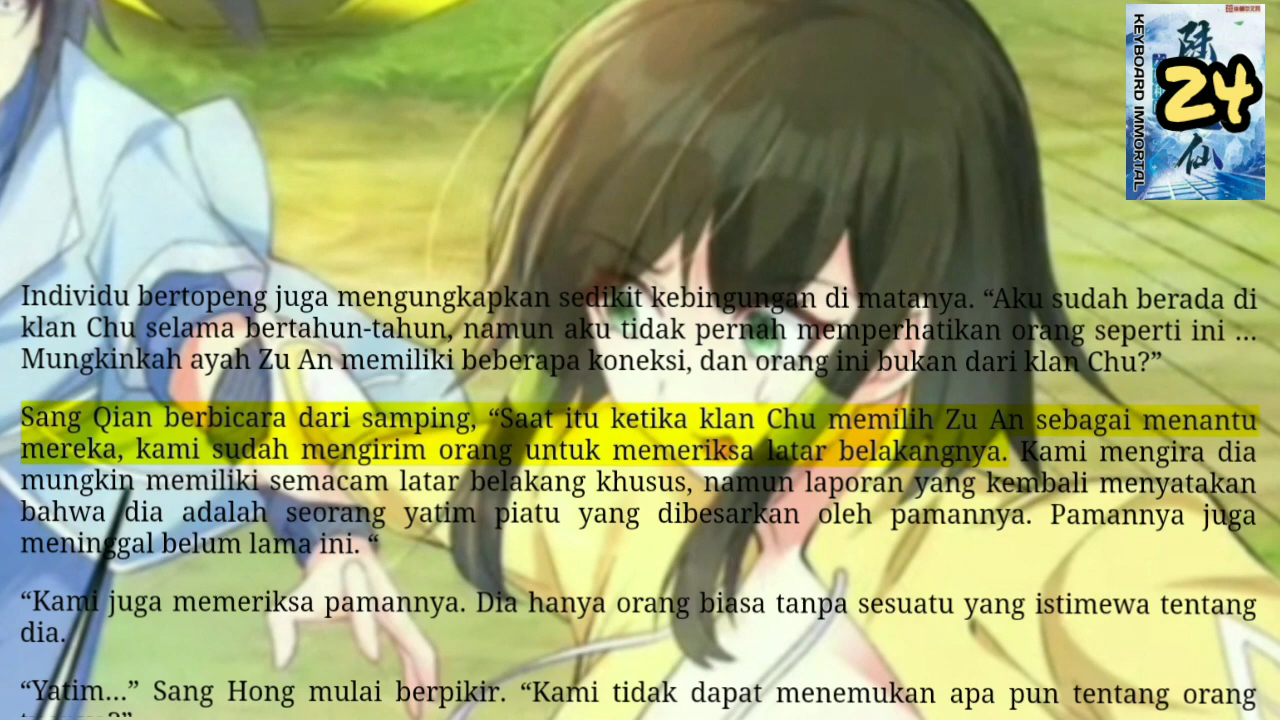 KEYBOARD IMMORTAL
24
仙
Individu bertopeng juga mengungkapkan sedikit kebingungan di matanya. “Aku sudah berada di
klan Chu selama bertahun-tahun, namun aku tidak pernah memperhatikan orang seperti ini ...
Mungkinkah ayah Zu An memiliki beberapa koneksi, dan orang ini bukan dari klan Chu?”
Sang Qian berbicara dari samping, “Saat itu ketika klan Chu memilih Zu An sebagai menantu
mereka, kami sudah mengirim orang untuk memeriksa latar belakangnya. Kami mengira dia
mungkin memiliki semacam latar belakang khusus, namun laporan yang kembali menyatakan
bahwa dia adalah seorang yatim piatu yang dibesarkan oleh pamannya. Pamannya juga
meninggal belum lama ini. “
“Kami juga memeriksa pamannya. Dia hanya orang biasa tanpa sesuatu yang istimewa tentang
dia.
“Yatim...” Sang Hong mulai berpikir. “Kami tidak dapat menemukan apa pun tentang orang